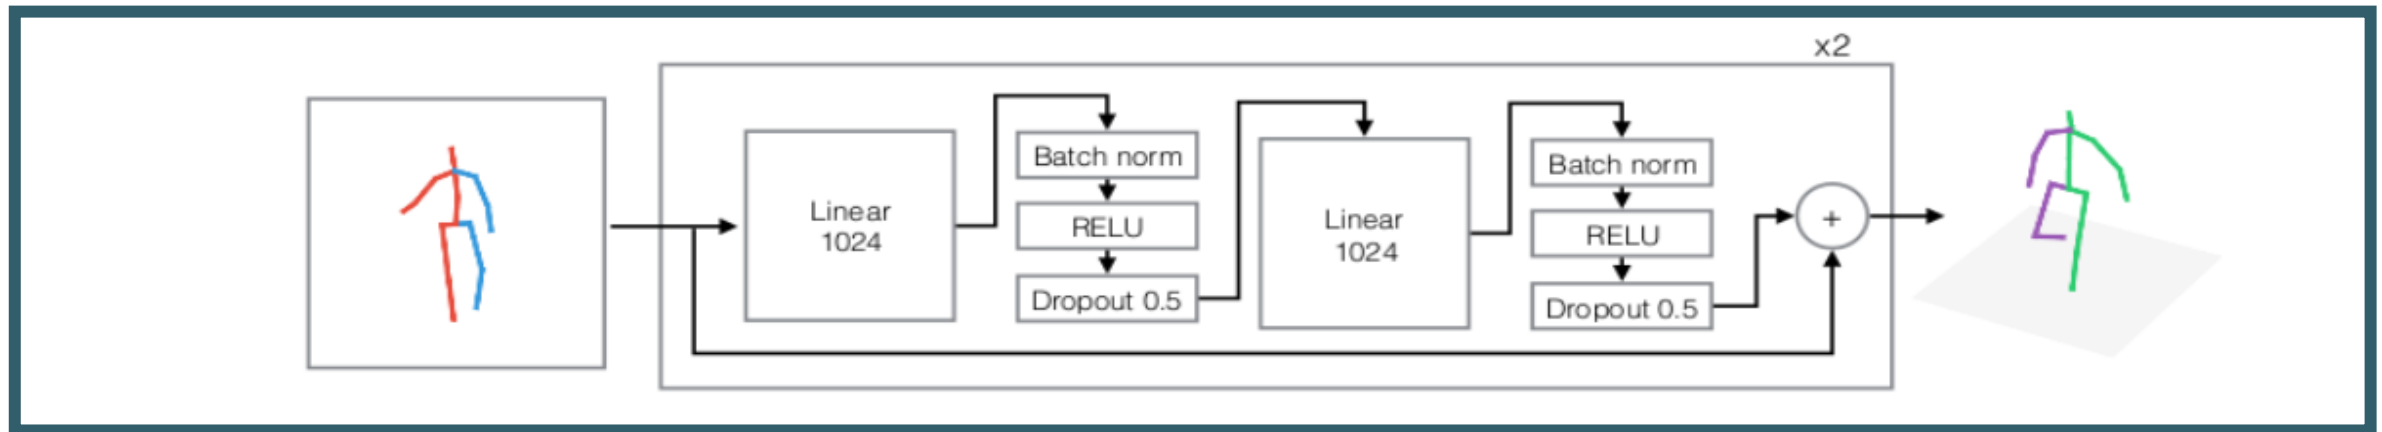 x2
Linear
1024
Batch norm
RELU
Dropout 0.5
Linear
1024
Batch norm
RELU
Dropout 0.5
+